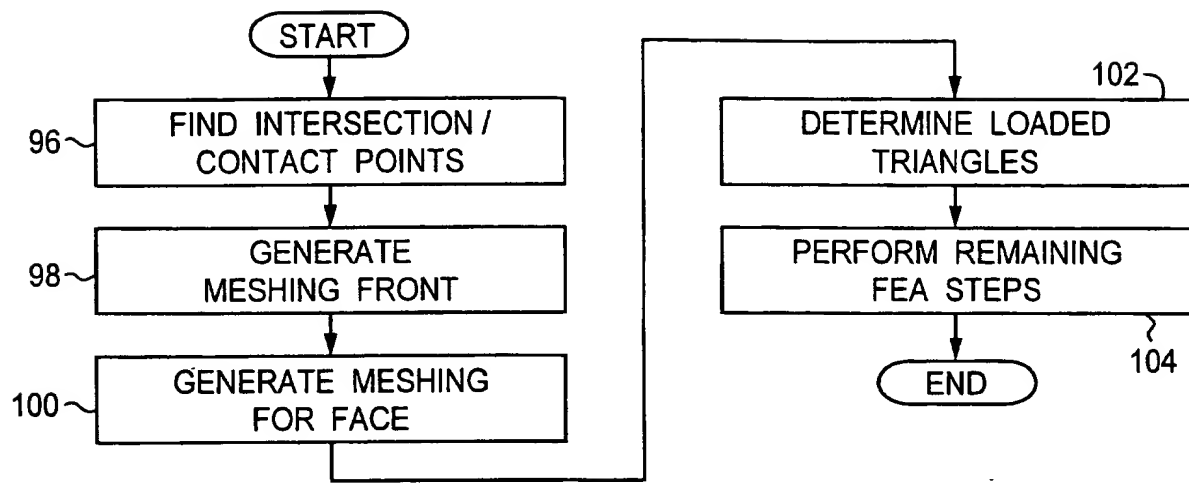 START
96
FIND INTERSECTION /
CONTACT POINTS
98
GENERATE
MESHING FRONT
100
GENERATE MESHING
FOR FACE
102
DETERMINE LOADED
TRIANGLES
PERFORM REMAINING
FEA STEPS
104
END